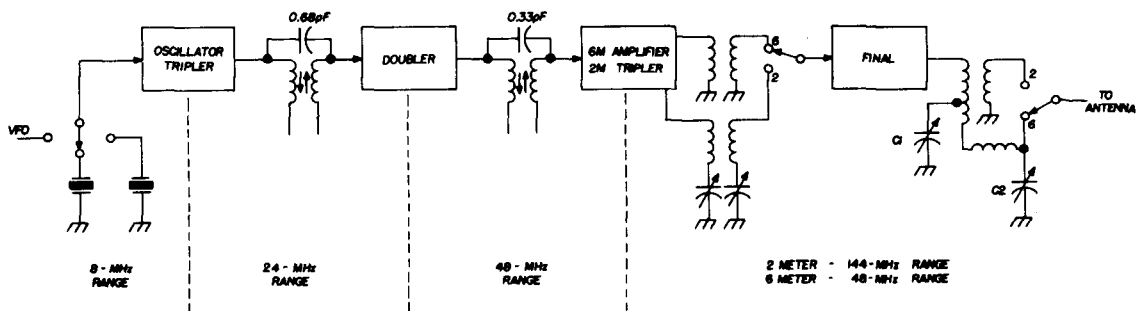 0.68pF
0.33pF
OSCILLATOR
TRIPLER
DOUBLER
6M AMPLIFIER
2M TRIPLER
6
2
FINAL
2
6
TO
ANTENNA
VFO
C1
C2
8 - MHz
RANGE
24 - MHz
RANGE
48 - MHz
RANGE
2 METER - 144-MHz RANGE
6 METER - 48-MHz RANGE